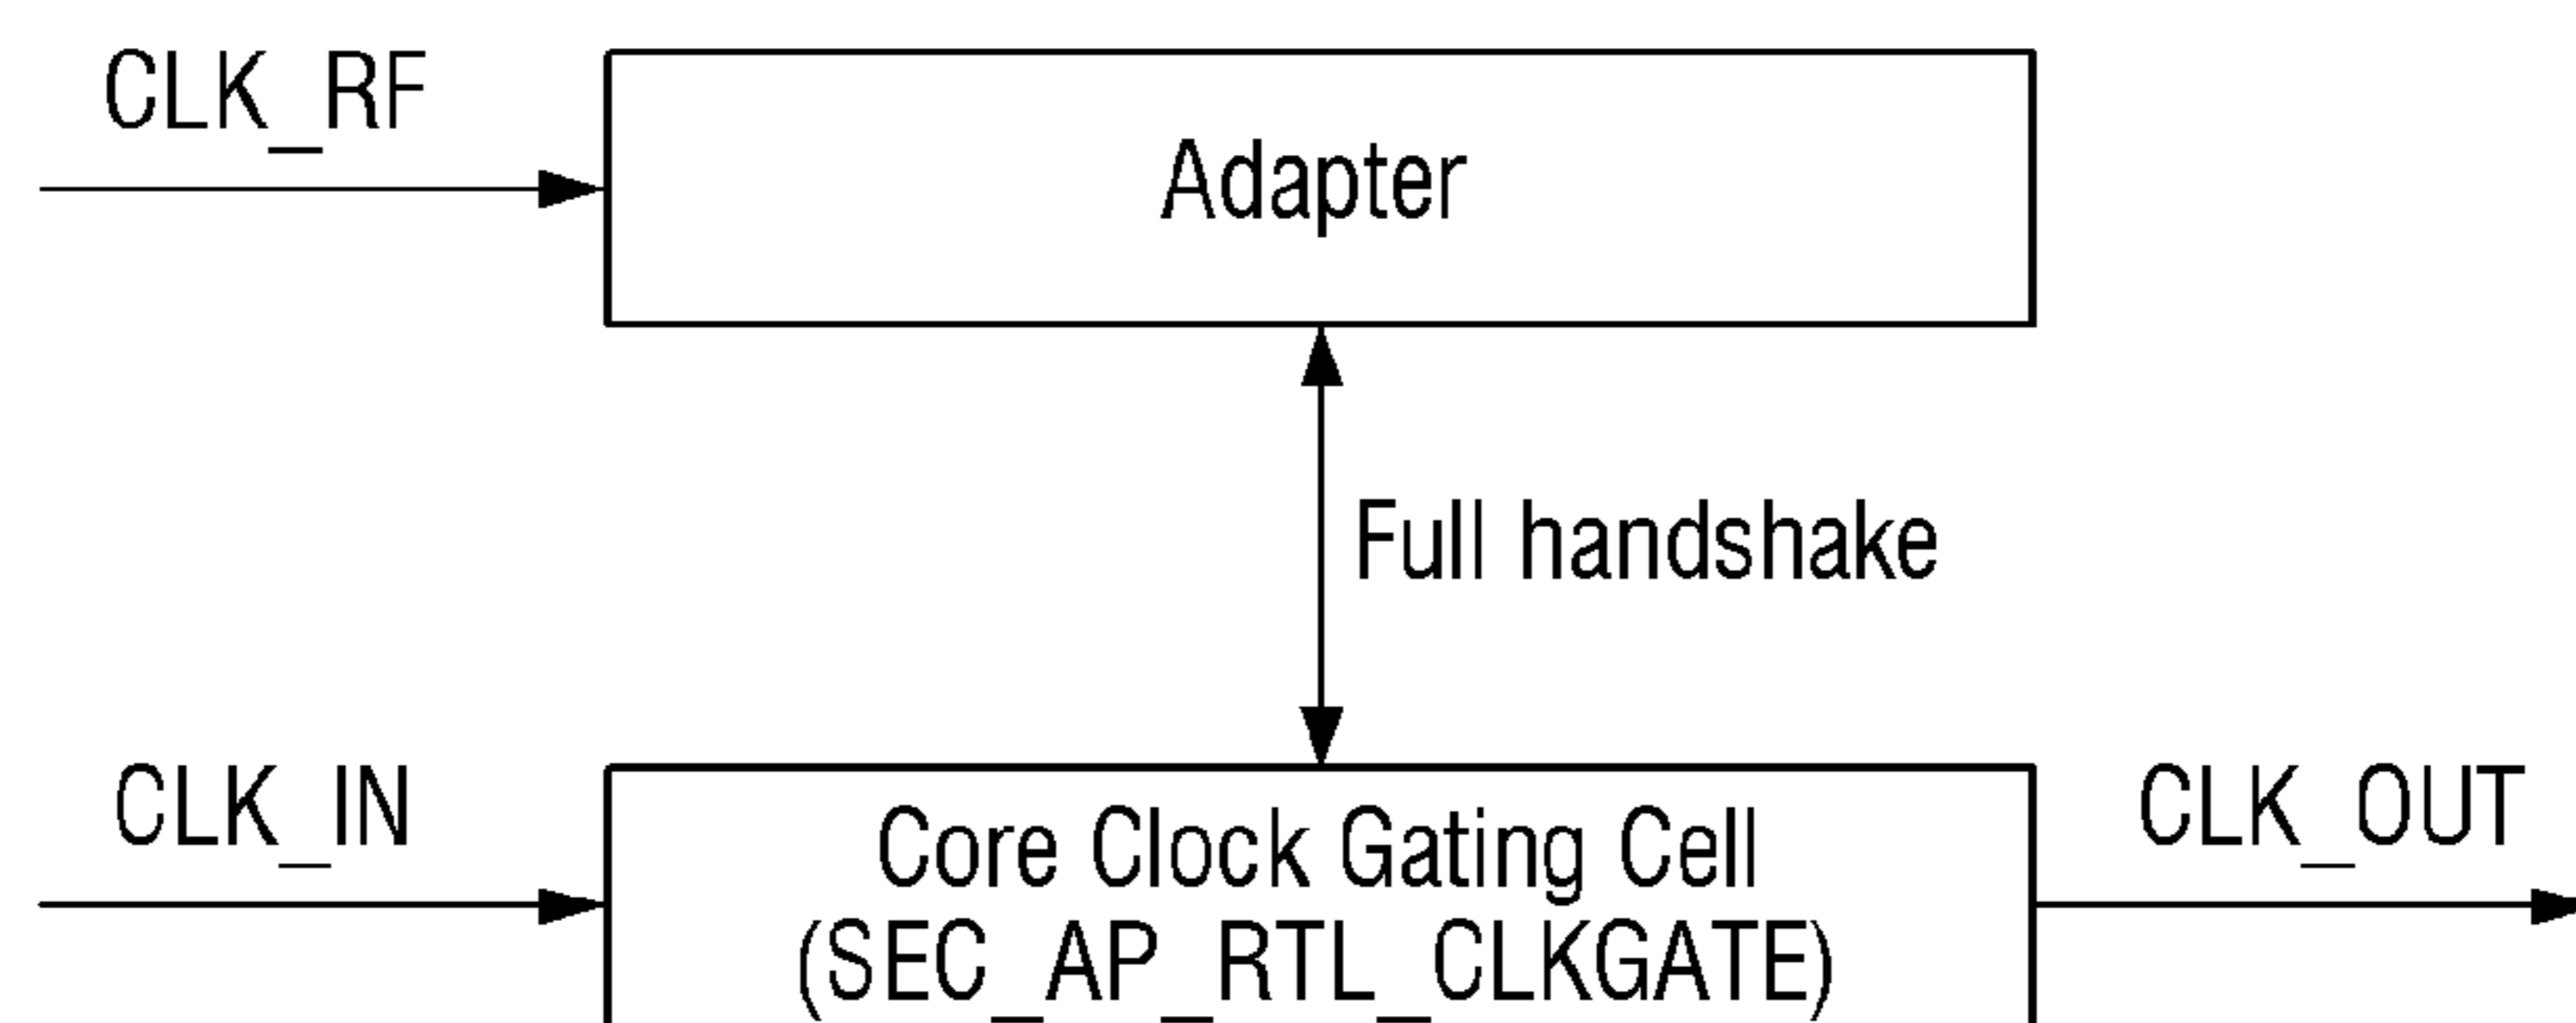 CLK_RF
Adapter
Full handshake
CLK_IN
Core Clock Gating Cell
(SEC_AP_RTL_CLKGATE)
CLK_OUT